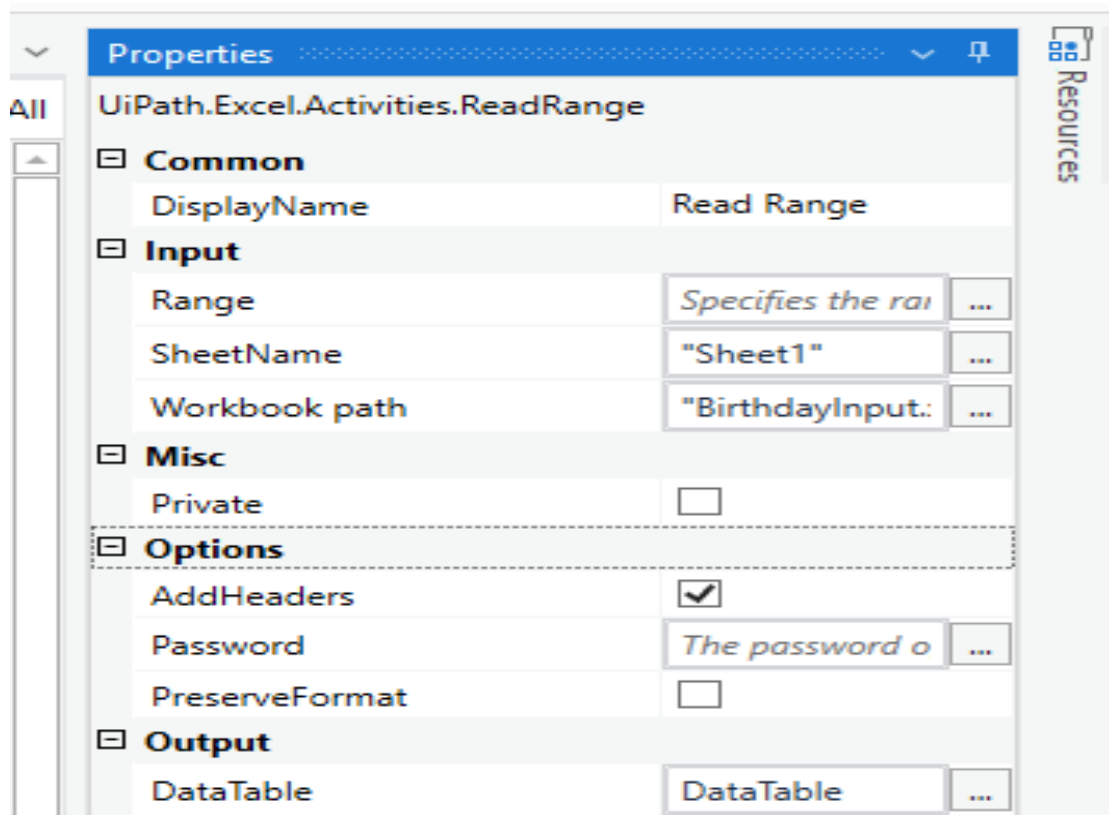 Properties
All
UiPath.Excel.Activities.ReadRange
Common
DisplayName Read Range
Input
Range Specifies the rar ...
SheetName "Sheet1" ...
Workbook path "BirthdayInput.: ...
Misc
Private
Options
AddHeaders
Password The password o ...
PreserveFormat
Output
DataTable DataTable ...
Resources